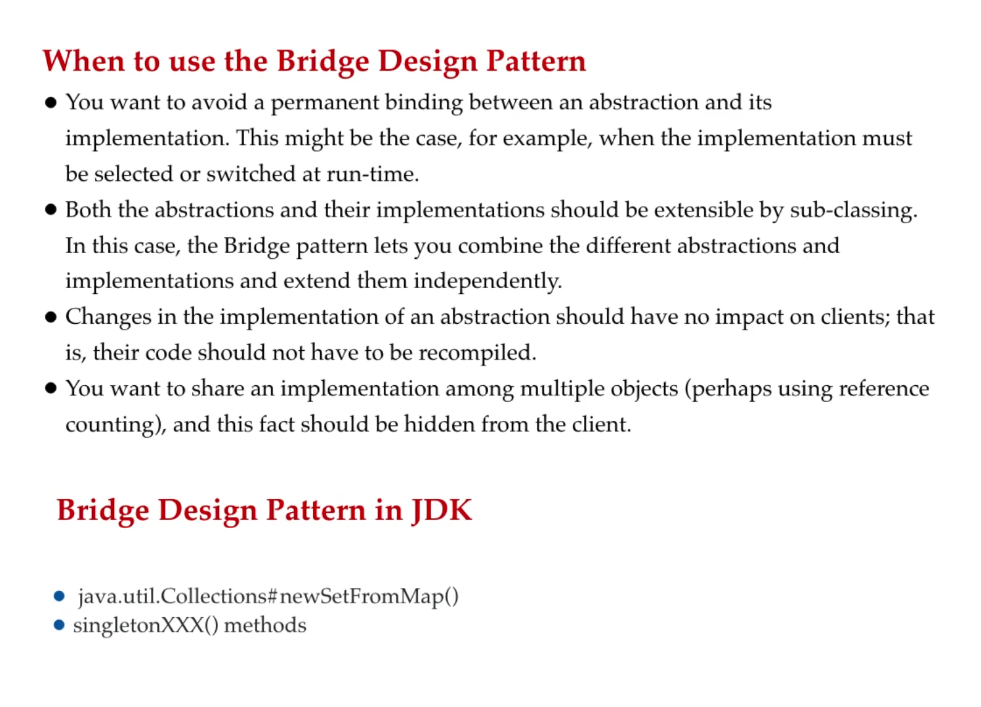 When to use the Bridge Design Pattern
● You want to avoid a permanent binding between an abstraction and its
implementation. This might be the case, for example, when the implementation must
be selected or switched at run-time.
● Both the abstractions and their implementations should be extensible by sub-classing.
In this case, the Bridge pattern lets you combine the different abstractions and
implementations and extend them independently.
● Changes in the implementation of an abstraction should have no impact on clients; that
is, their code should not have to be recompiled.
● You want to share an implementation among multiple objects (perhaps using reference
counting), and this fact should be hidden from the client.
Bridge Design Pattern in JDK
● java.util.Collections#newSetFromMap()
● singletonXXX() methods